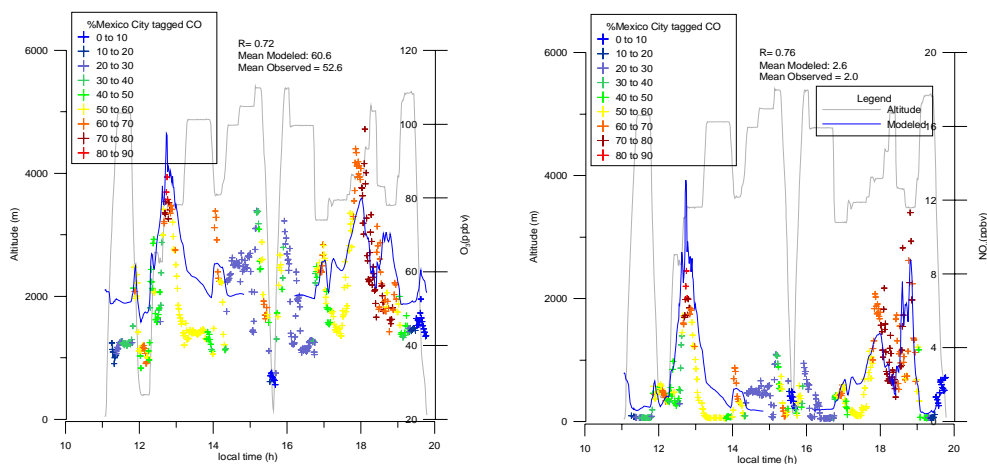 %Mexico City tagged CO
0 to 10
10 to 20
20 to 30
30 to 40
40 to 50
50 to 60
60 to 70
70 to 80
80 to 90
R= 0.72
Mean Modeled: 60.6
Mean Observed = 52.6
6000
4000
2000
0
Altitude (m)
120
100
80
60
40
20
O3(ppbv)
10
12
14
16
18
20
local time (h)
%Mexico City tagged CO
0 to 10
10 to 20
20 to 30
30 to 40
40 to 50
50 to 60
60 to 70
70 to 80
80 to 90
R= 0.76
Mean Modeled: 2.6
Mean Observed = 2.0
Legend
Altitude
Modeled
6000
4000
2000
0
Altitude (m)
20
16
12
8
4
0
(ppbv)
10
12
14
16
18
20
local time (h)